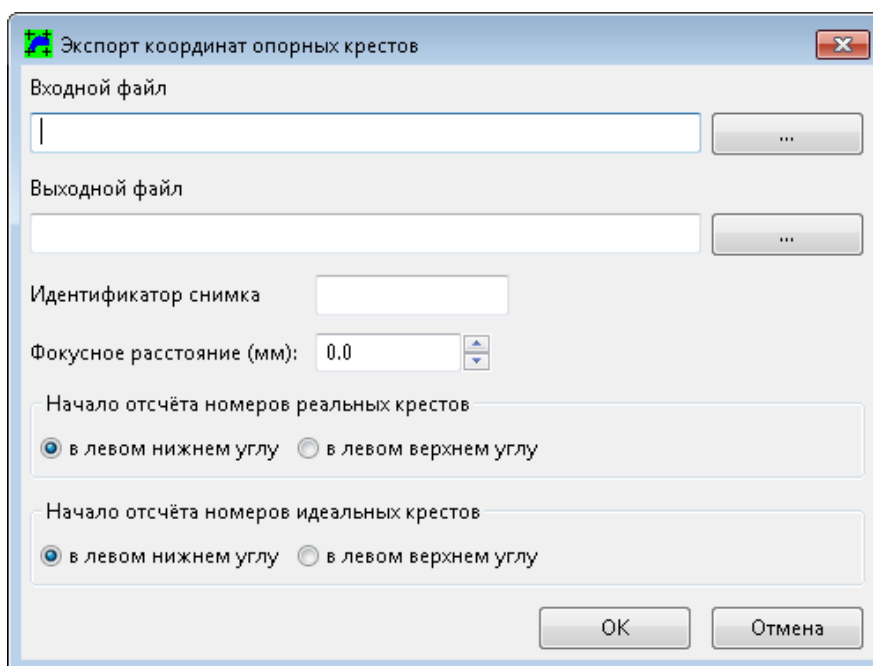 Экспорт координат опорных крестов
Входной файл
...
Выходной файл
...
Идентификатор снимка
Фокусное расстояние (мм): 0.0
Начало отсчёта номеров реальных крестов
в левом нижнем углу в левом верхнем углу
Начало отсчёта номеров идеальных крестов
в левом нижнем углу в левом верхнем углу
OK Отмена